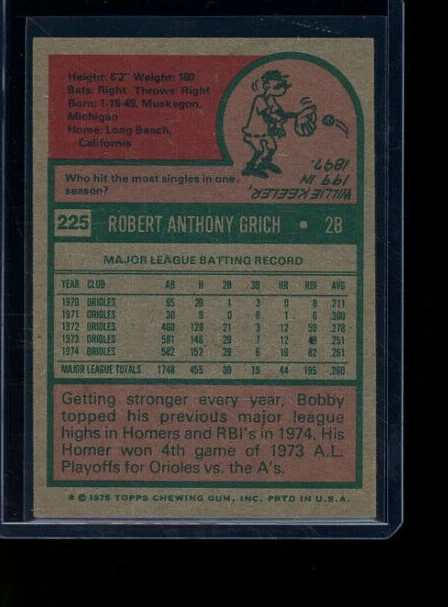 Height: 6'2" Weight: 180
Bats: Right Throws: Right
Born: 1-15-49, Muskegon,
Michigan
Home: Long Beach,
California
Who hit the most singles in one
season?
WILLIE KEELER,
199 IN
1897.
225 ROBERT ANTHONY GRICH • 2B
MAJOR LEAGUE BATTING RECORD
YEAR CLUB AB H 2B 3B HR RBI AVG
1970 ORIOLES 95 20 1 3 0 8 .211
1971 ORIOLES 30 9 0 0 1 6 .300
1972 ORIOLES 460 128 21 3 12 50 .278
1973 ORIOLES 581 146 29 7 12 .251
1974 ORIOLES 582 152 29 6 19 82 .261
MAJOR LEAGUE TOTALS 1748 455 19 44 195 .260
Getting stronger every year, Bobby
topped his previous major league
highs in Homers and RBI's in 1974. His
Homer won 4th game of 1973 A.L.
Playoffs for Orioles vs. the A's.
★ © 1975 TOPPS CHEWING GUM, INC. PRTD IN U.S.A.